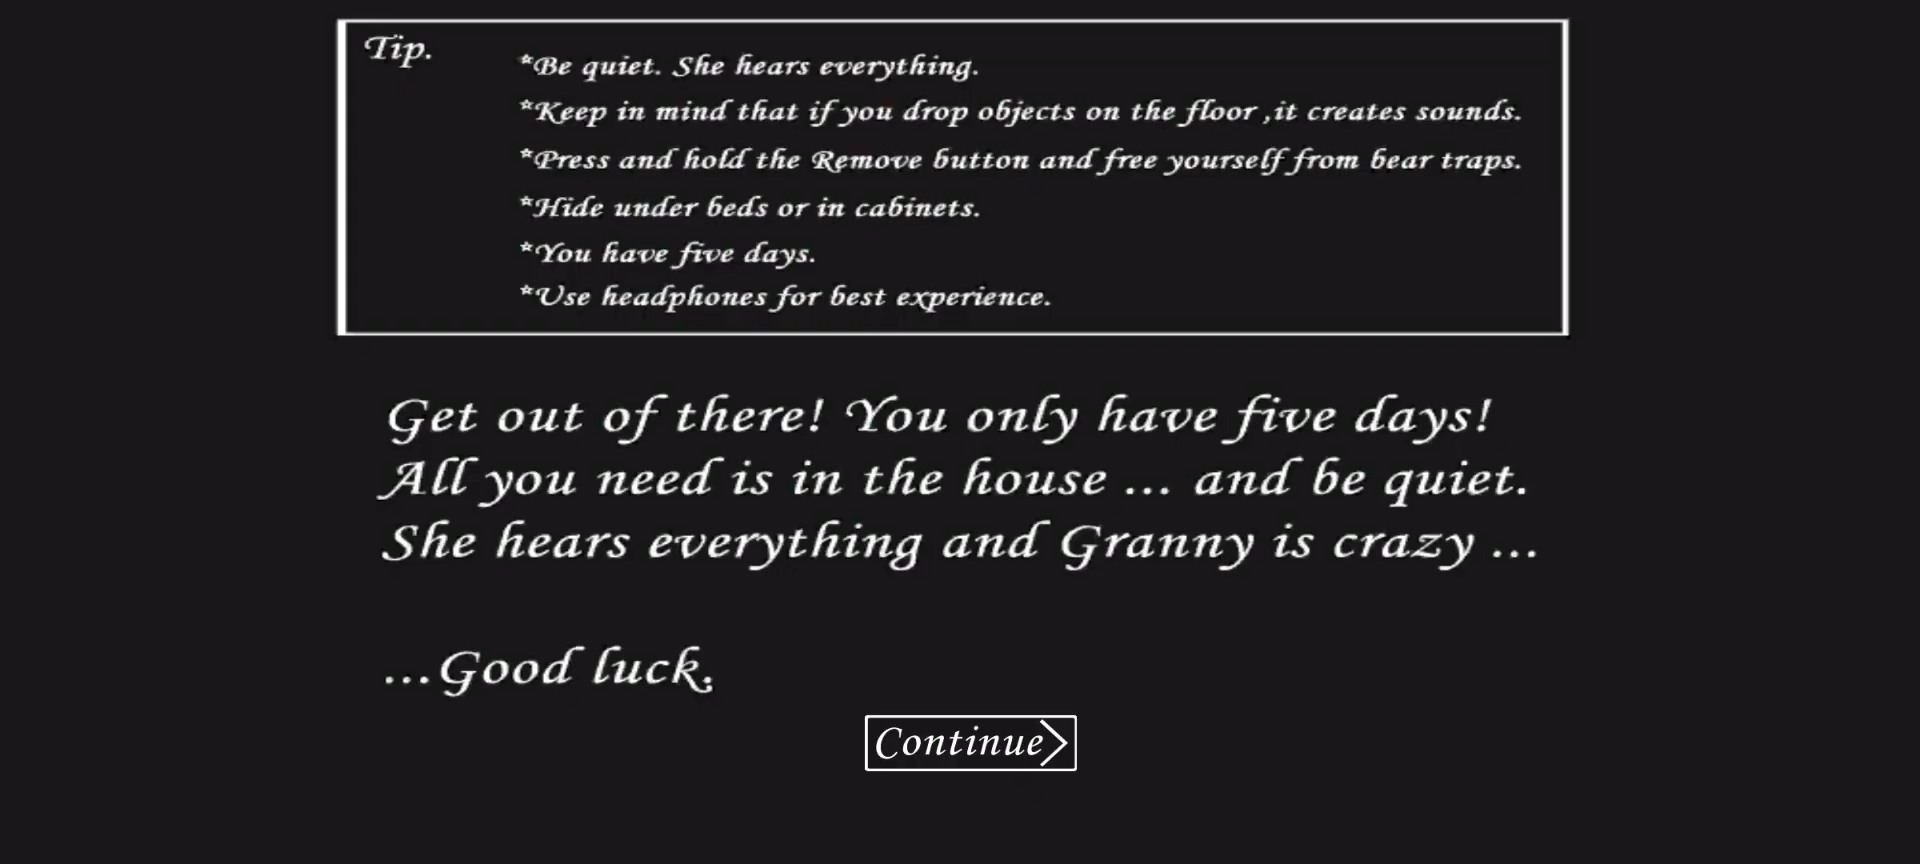 Tip.
*Be quiet. She hears everything.
*Keep in mind that if you drop objects on the floor ,it creates sounds.
*Press and hold the Remove button and free yourself from bear traps.
*Hide under beds or in cabinets.
*You have five days.
*Use headphones for best experience.
Get out of there! You only have five days!
All you need is in the house ... and be quiet.
She hears everything and Granny is crazy ...
...Good luck.
Continue